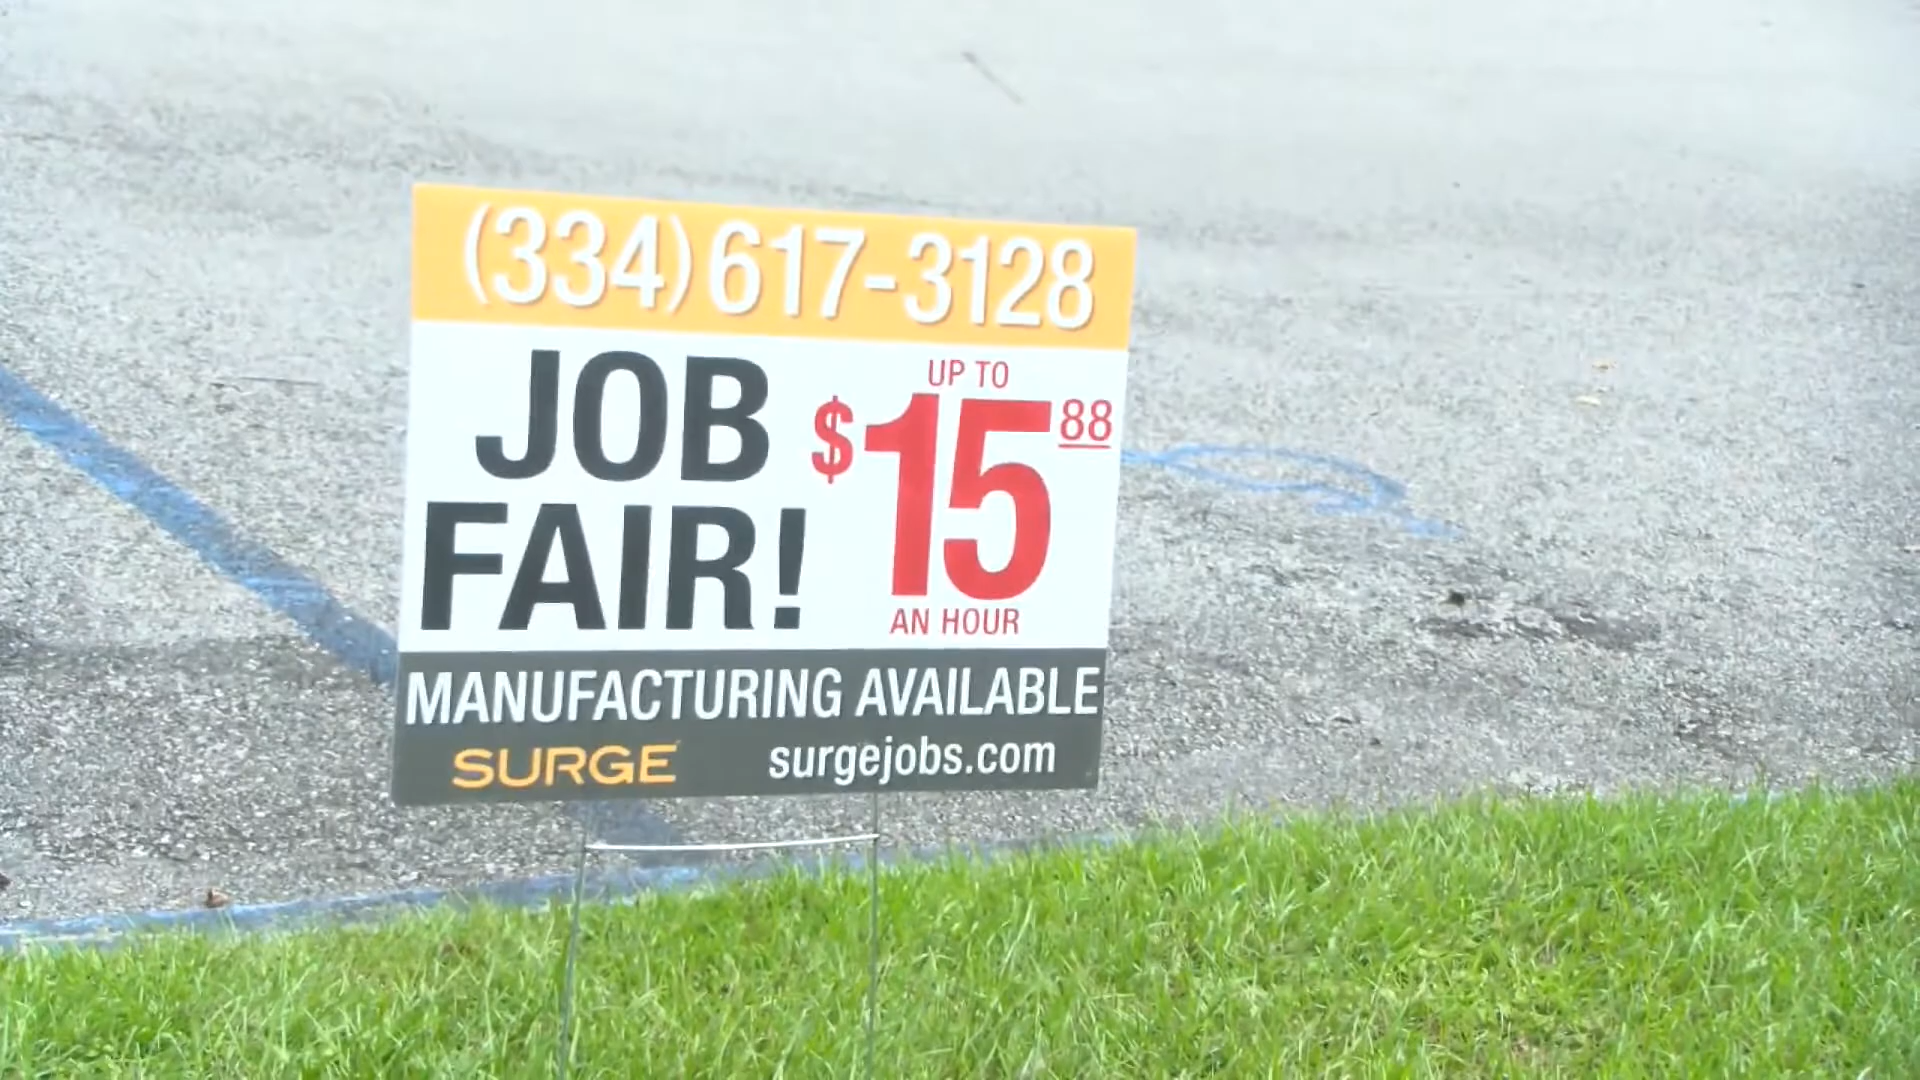 (334) 617-3128
JOB FAIR!
UP TO
$15 88
AN HOUR
MANUFACTURING AVAILABLE
SURGE surgejobs.com